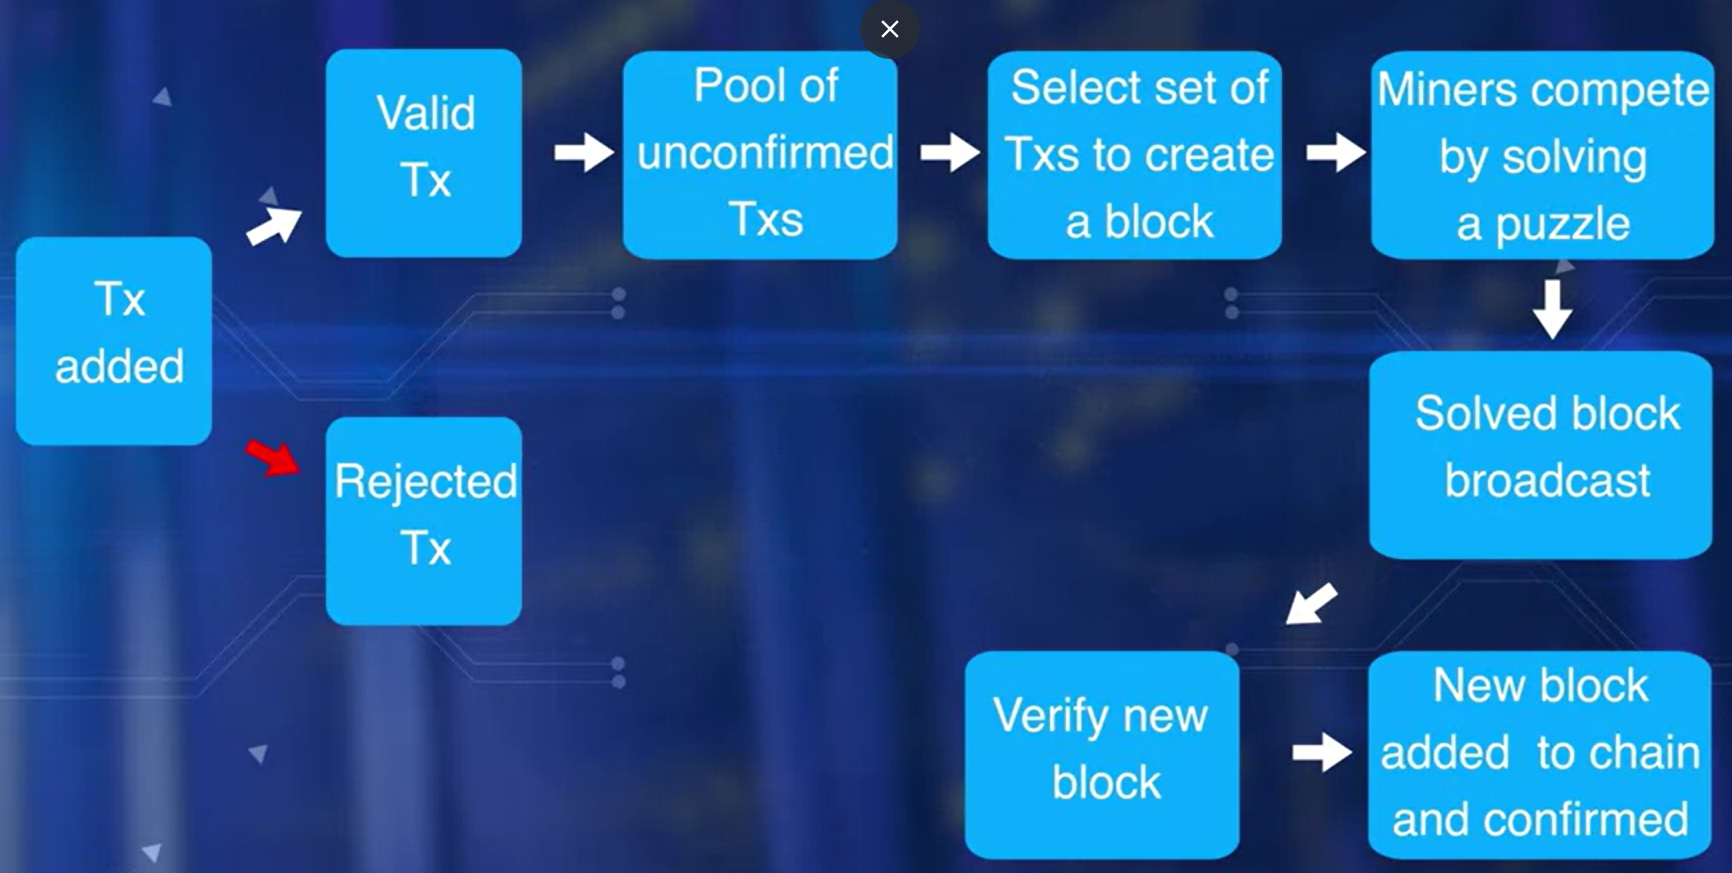 Tx
added
Valid
Tx
Rejected
Tx
Pool of
unconfirmed
Txs
Select set of
Txs to create
a block
Miners compete
by solving
a puzzle
Solved block
broadcast
Verify new
block
New block
added to chain
and confirmed